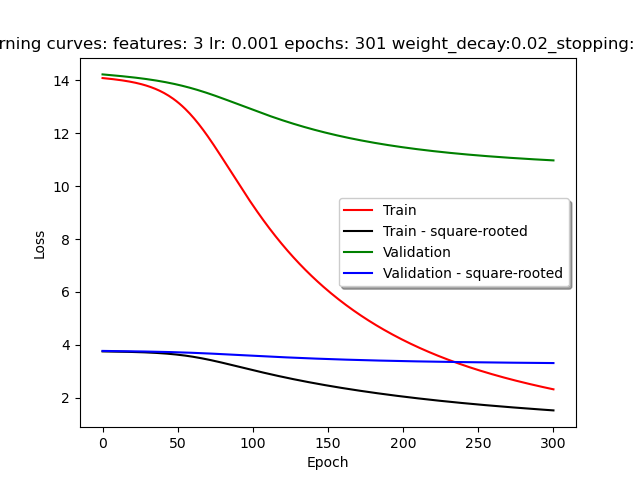 rning curves: features: 3 lr: 0.001 epochs: 301 weight_decay:0.02_stopping:
14
12
10
8
6
4
2
Loss
Train
Train - square-rooted
Validation
Validation - square-rooted
0 50 100 150 200 250 300
Epoch